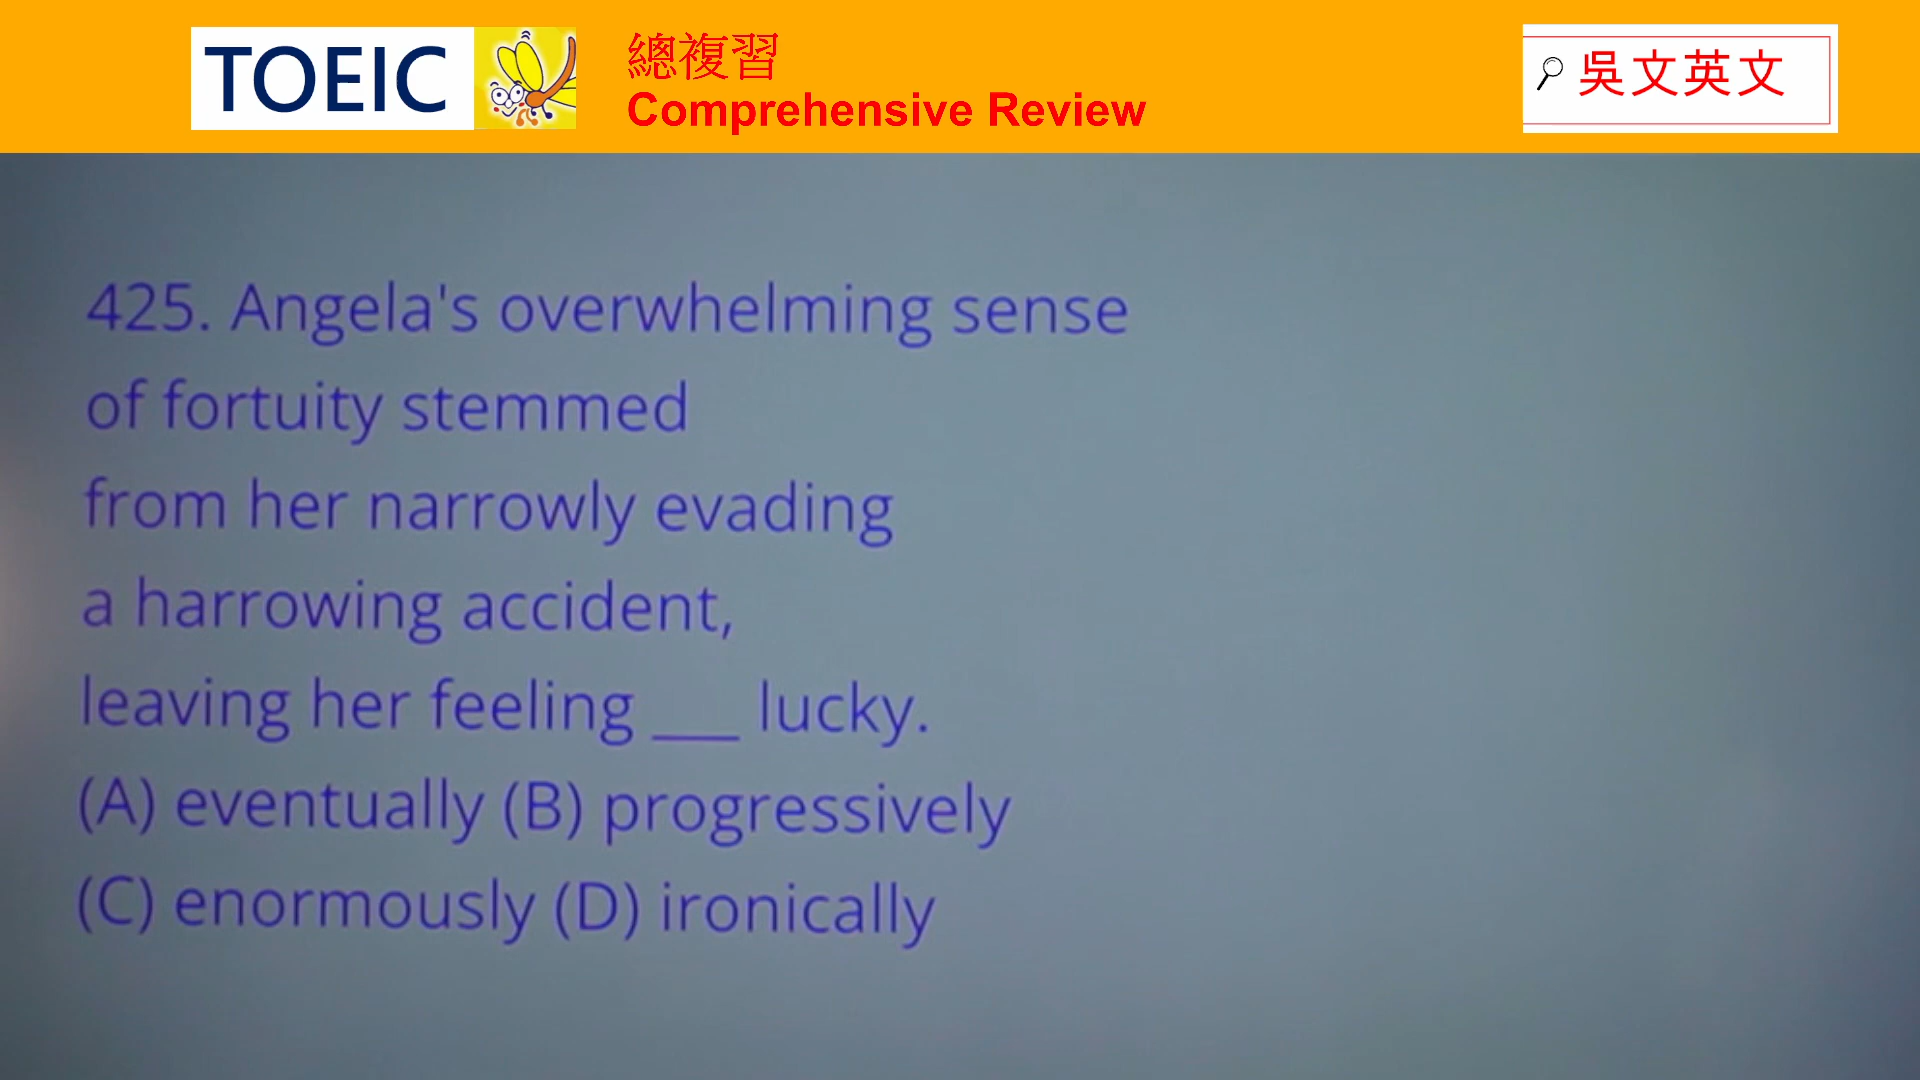 TOEIC
總複習
Comprehensive Review
吳文英文
425. Angela's overwhelming sense
of fortuity stemmed
from her narrowly evading
a harrowing accident,
leaving her feeling ___ lucky.
(A) eventually (B) progressively
(C) enormously (D) ironically